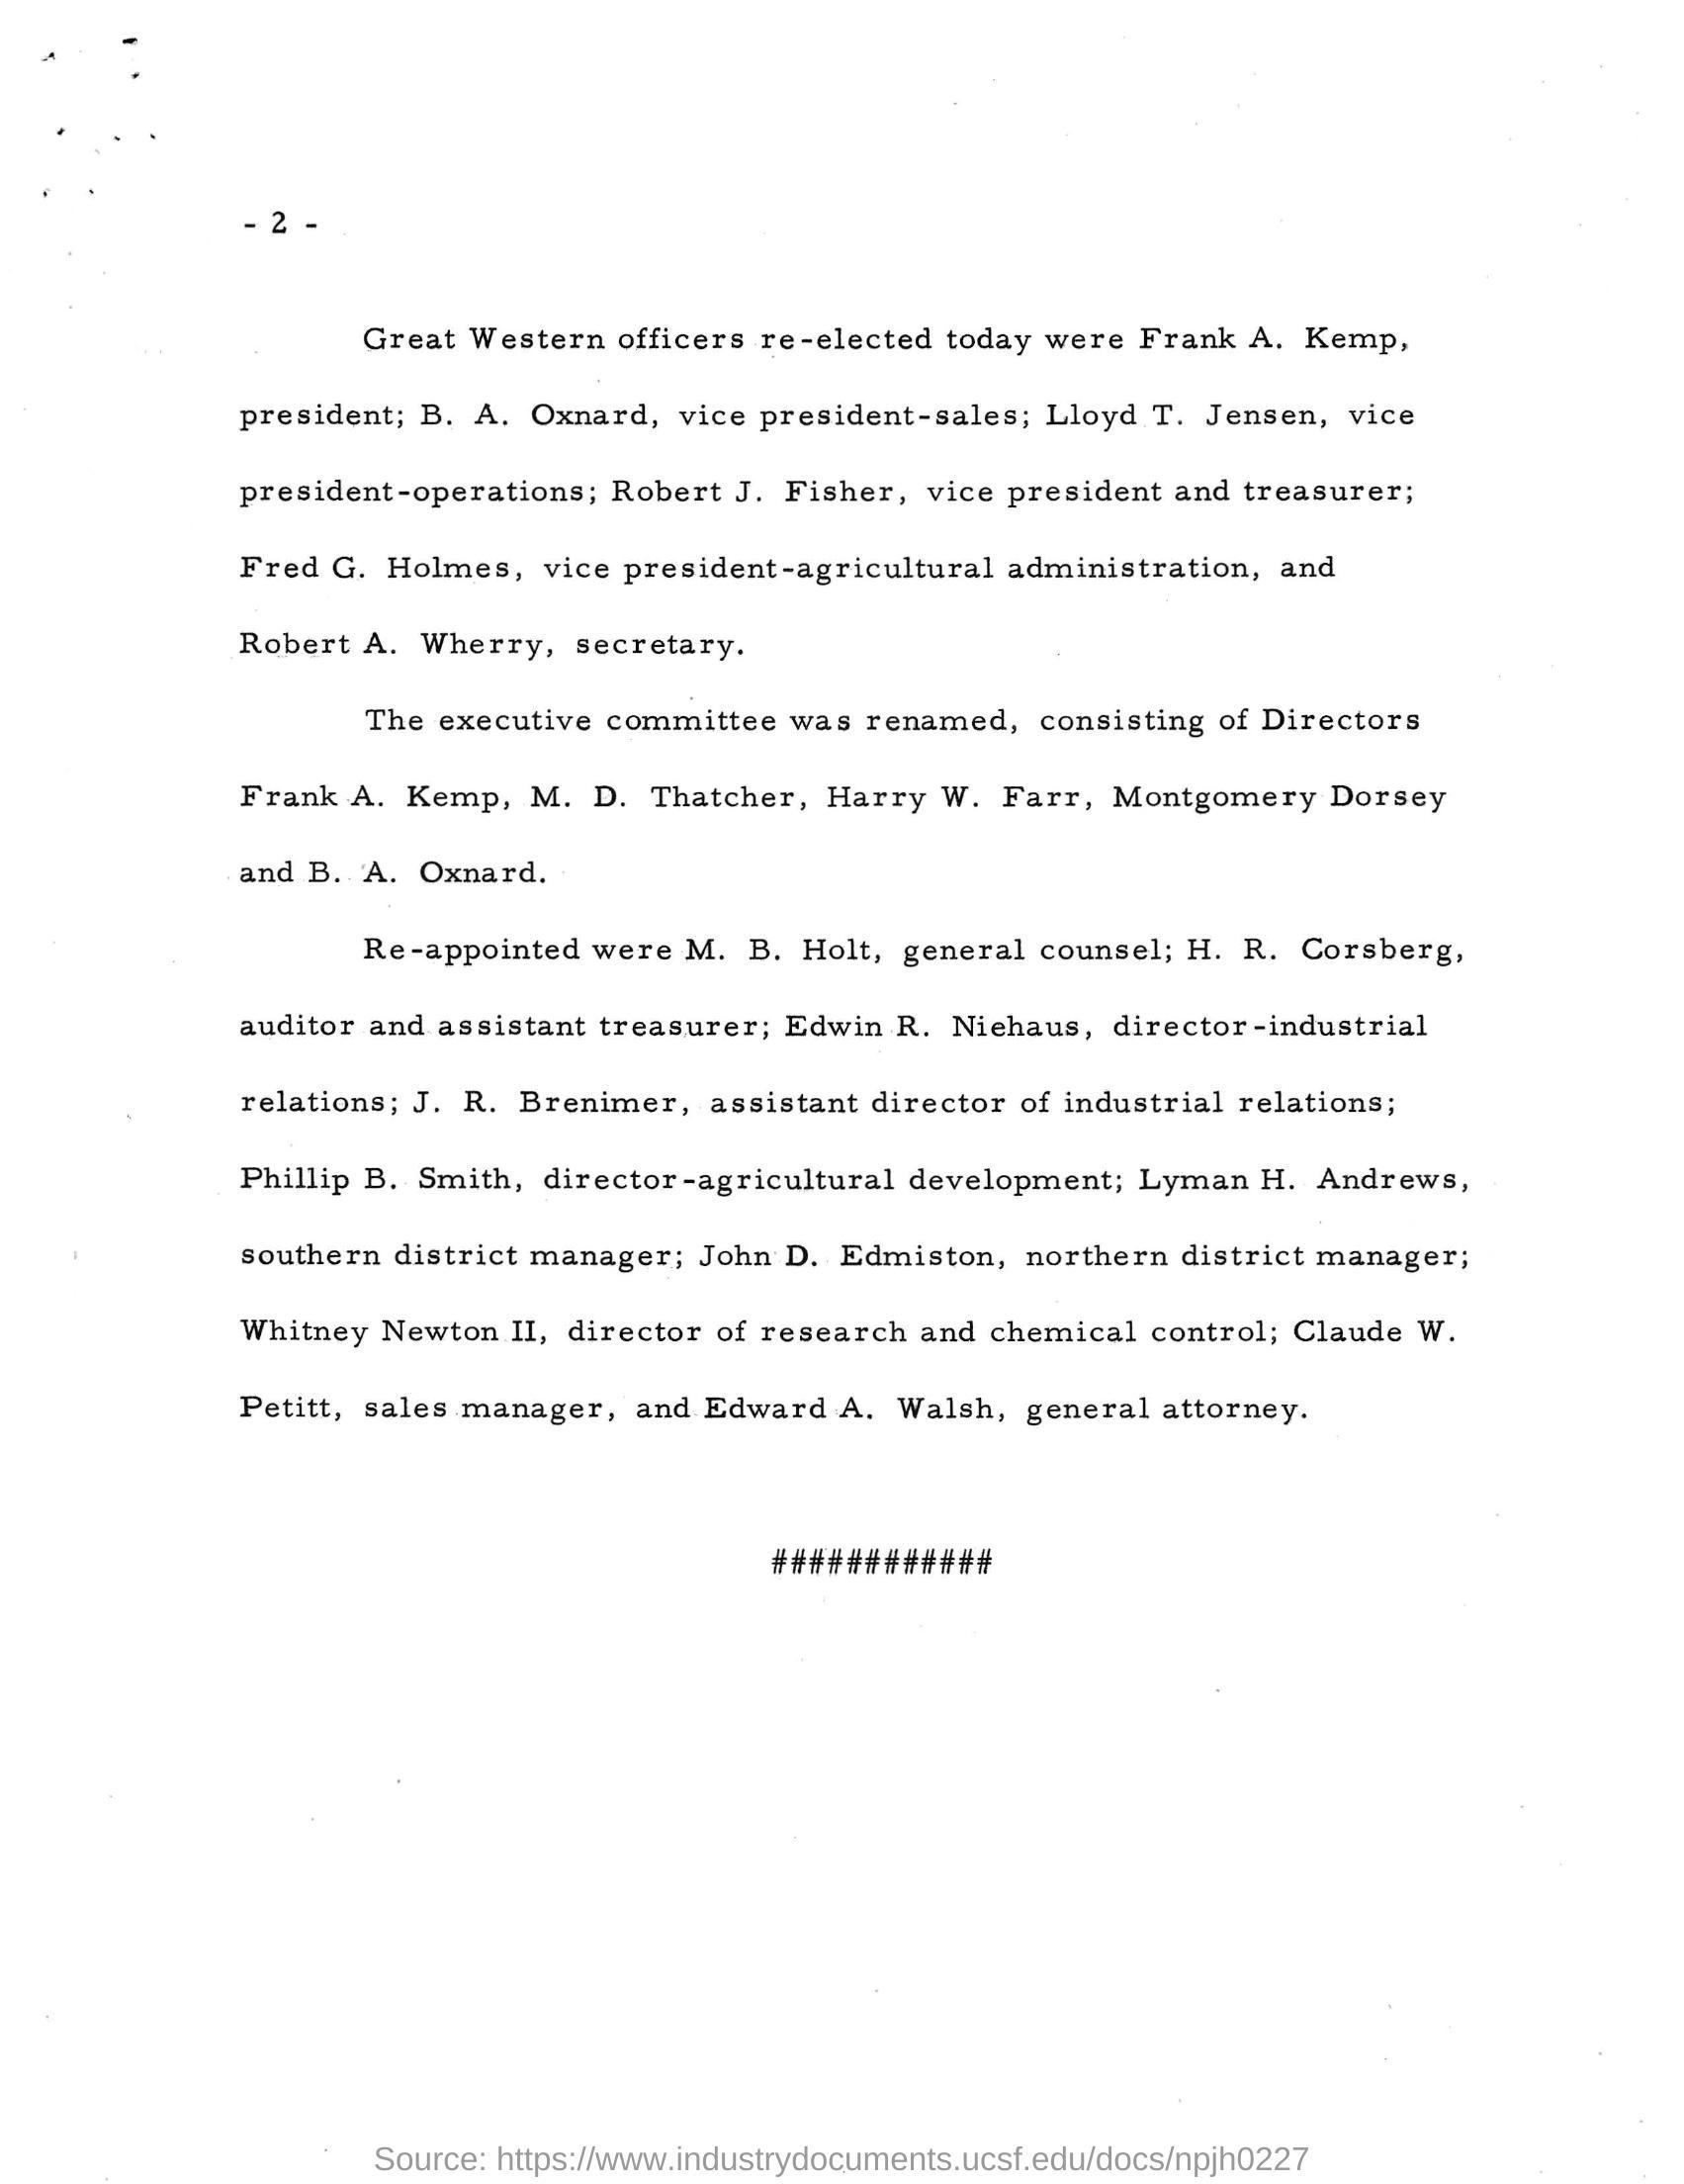 - 2 -
Great Western officers re-elected today were Frank A. Kemp,
president; B. A. Oxnard, vice president-sales; Lloyd T. Jensen, vice
president-operations; Robert J. Fisher, vice president and treasurer;
Fred G. Holmes, vice president-agricultural administration, and
Robert A. Wherry, secretary.
The executive committee was renamed, consisting of Directors
Frank A. Kemp, M. D. Thatcher, Harry W. Farr, Montgomery Dorsey
and B. A. Oxnard.
Re-appointed were M. B. Holt, general counsel; H. R. Corsberg,
auditor and assistant treasurer; Edwin R. Niehaus, director-industrial
relations; J. R. Brenimer, assistant director of industrial relations;
Phillip B. Smith, director-agricultural development; Lyman H. Andrews,
southern district manager; John D. Edmiston, northern district manager;
Whitney Newton II, director of research and chemical control; Claude W.
Petitt, sales manager, and Edward A. Walsh, general attorney.
############
Source: https://www.industrydocuments.ucsf.edu/docs/npjh0227